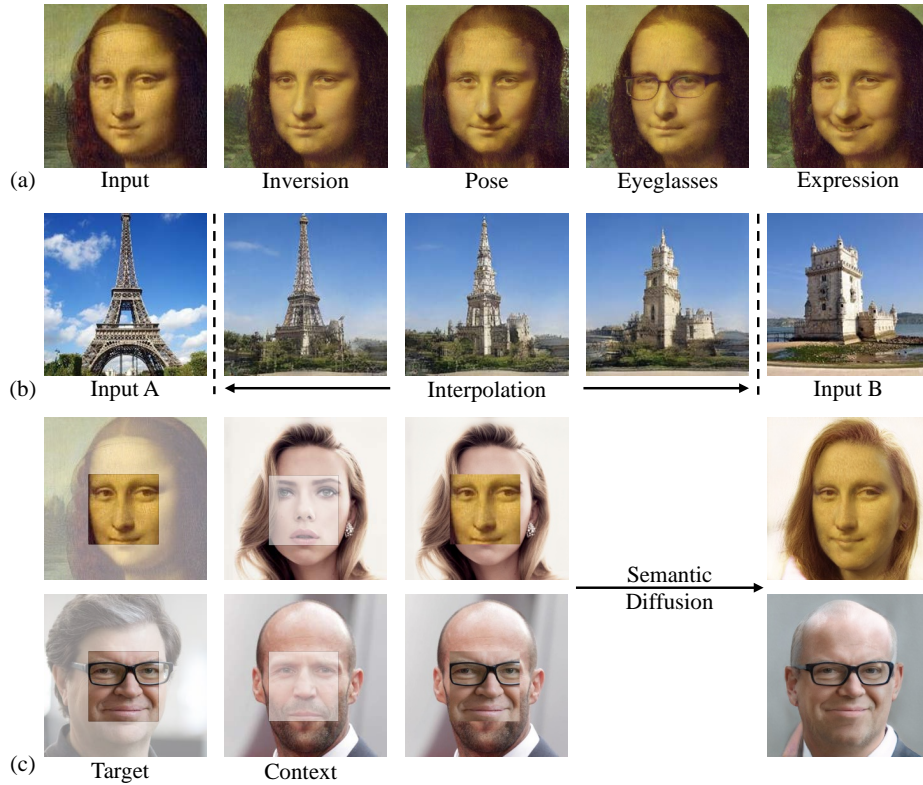 (a)
Input
Inversion
Pose
Eyeglasses
Expression
(b)
Input A
Interpolation
Input B
Semantic
Diffusion
(c)
Target
Context